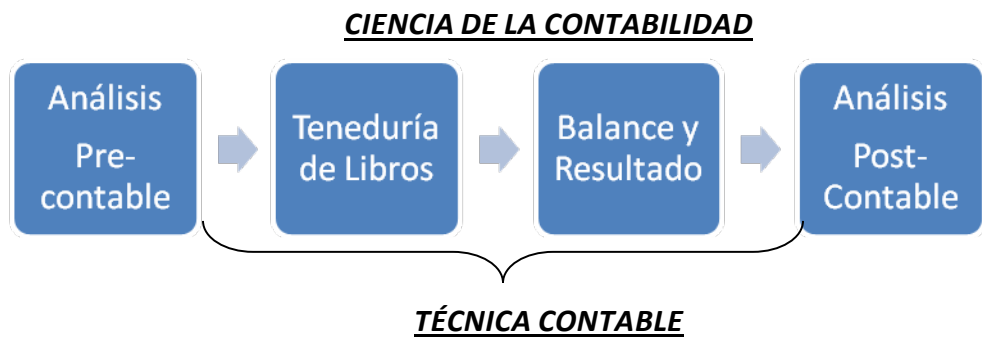 CIENCIA DE LA CONTABILIDAD
Análisis
Pre-
contable
Teneduría
de Libros
Balance y
Resultado
Análisis
Post-
Contable
TÉCNICA CONTABLE